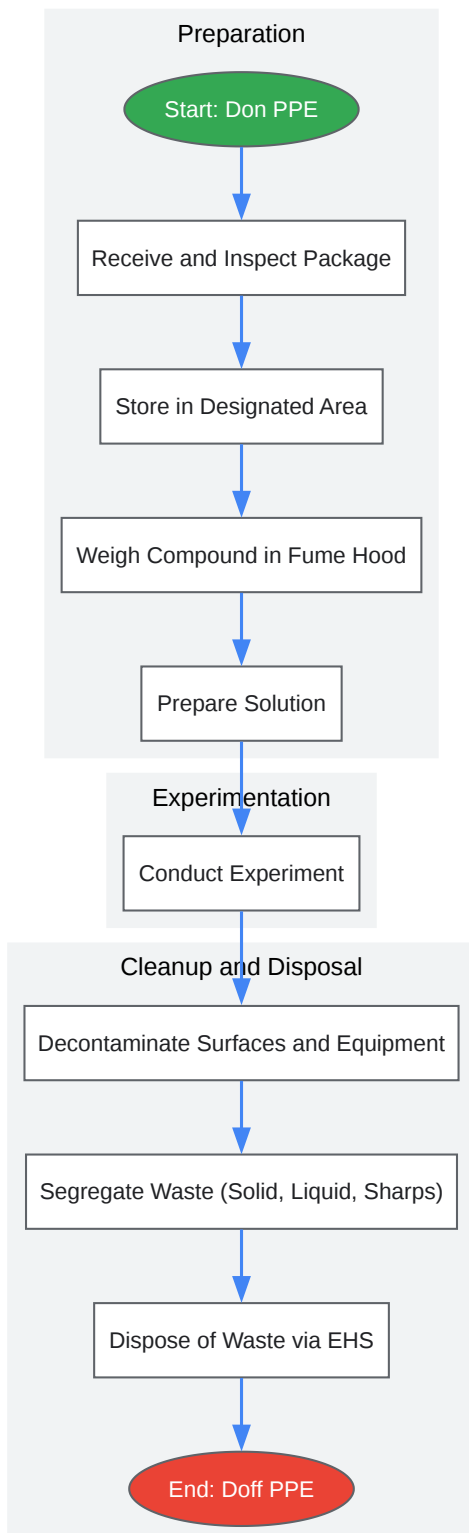 Preparation
Start: Don PPE
Receive and Inspect Package
Store in Designated Area
Weigh Compound in Fume Hood
Prepare Solution
Experimentation
Conduct Experiment
Cleanup and Disposal
Decontaminate Surfaces and Equipment
Segregate Waste (Solid, Liquid, Sharps)
Dispose of Waste via EHS
End: Doff PPE